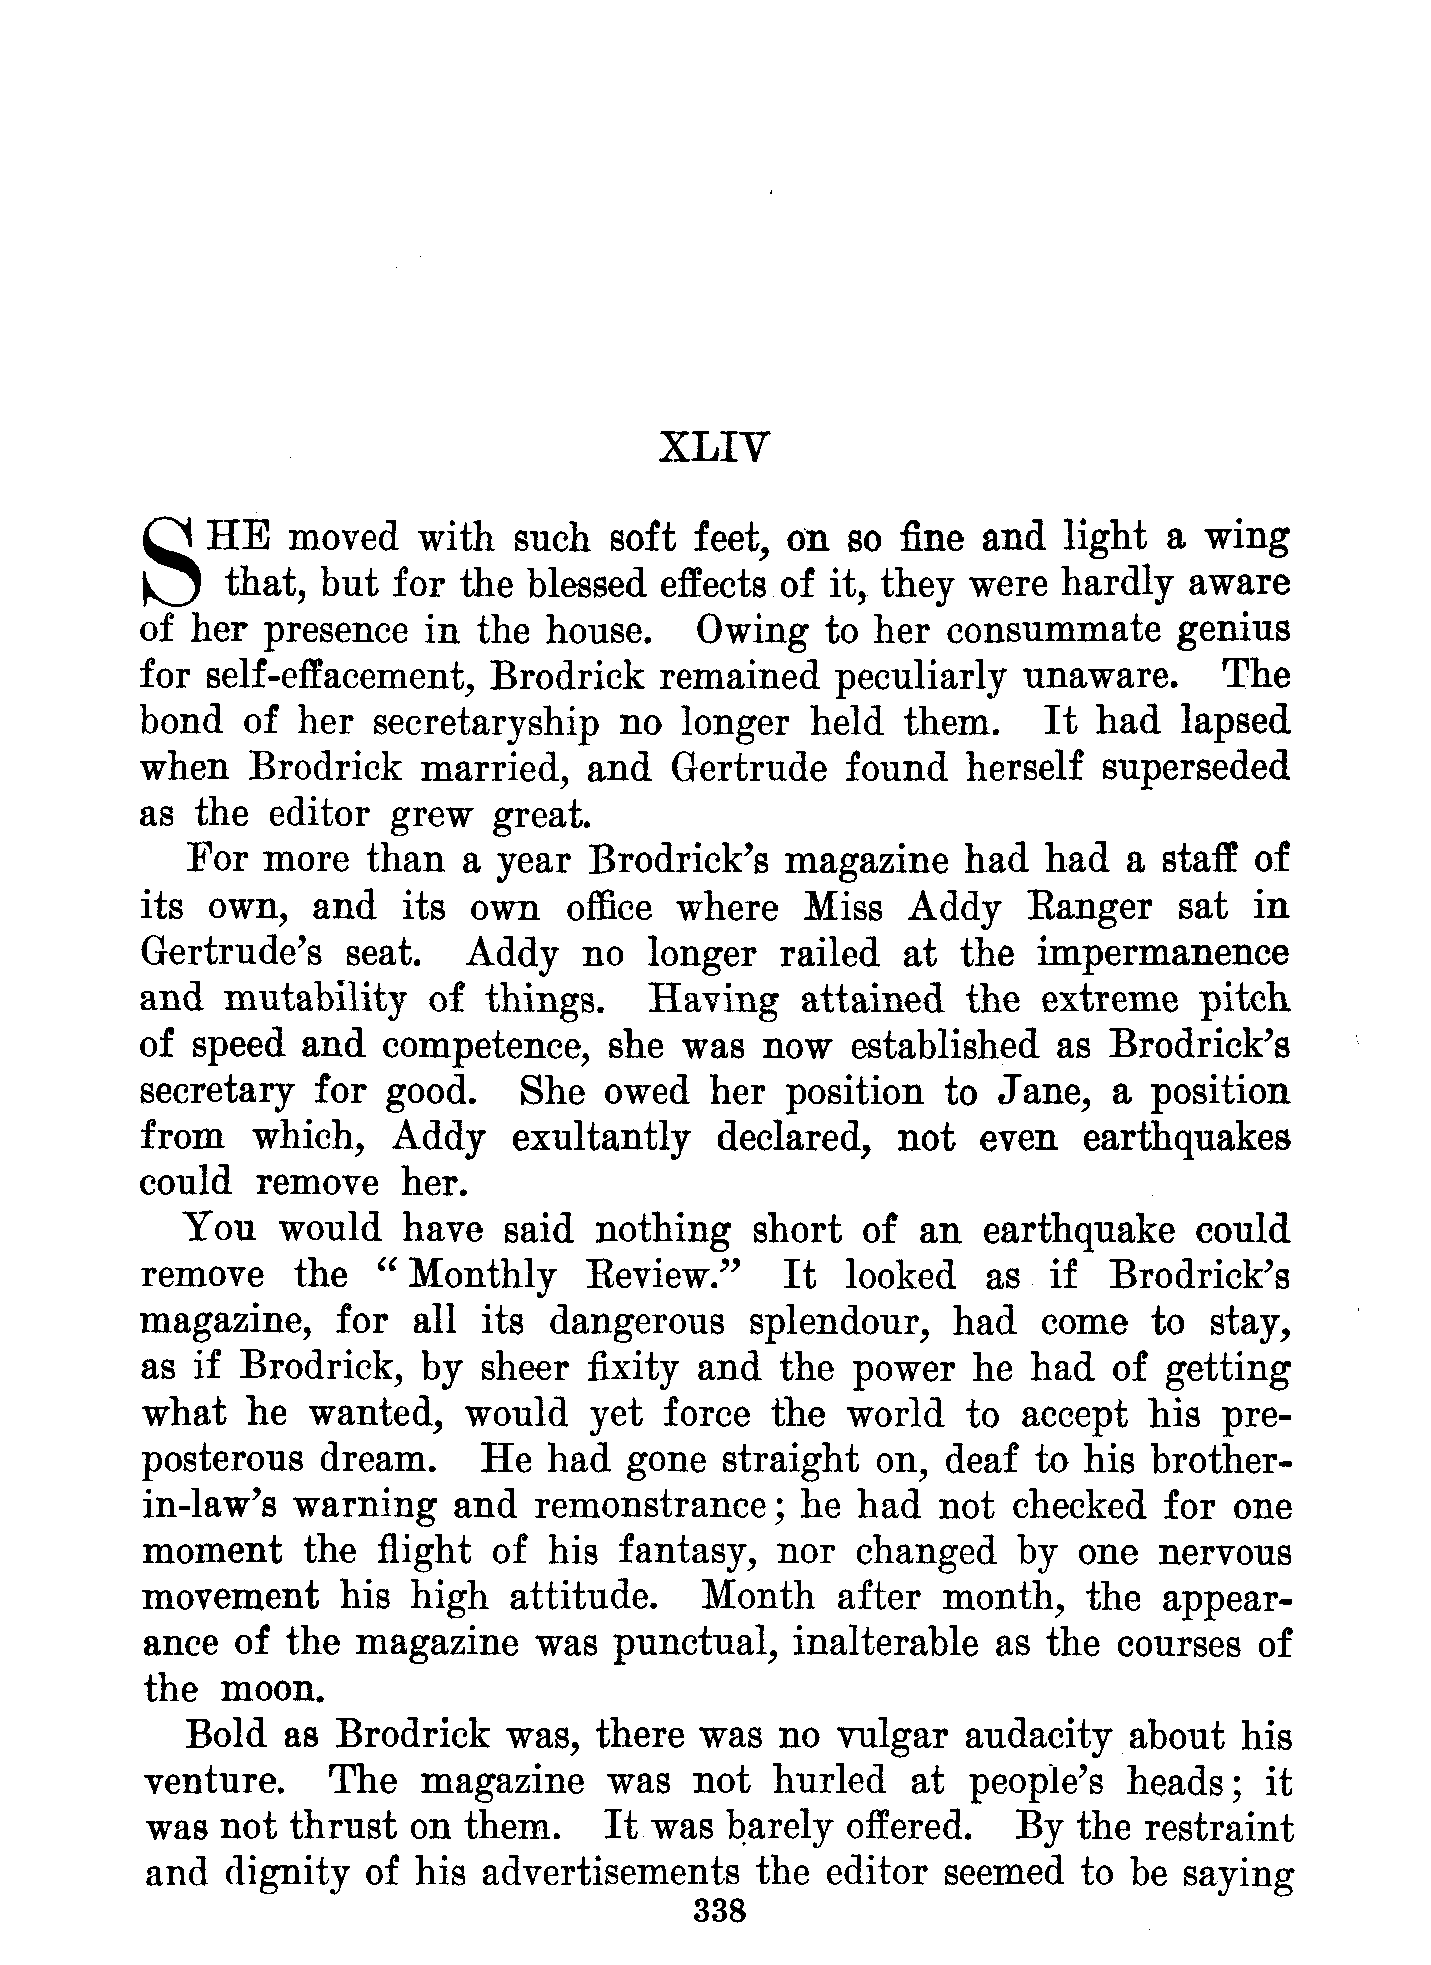 XLIV
SHE moved with such soft feet, on so fine and light a wing
that, but for the blessed effects of it, they were hardly aware
of her presence in the house. Owing to her consummate genius
for self-effacement, Brodrick remained peculiarly unaware. The
bond of her secretaryship no longer held them. It had lapsed
when Brodrick married, and Gertrude found herself superseded
as the editor grew great.
For more than a year Brodrick's magazine had had a staff of
its own, and its own office where Miss Addy Ranger sat in
Gertrude's seat. Addy no longer railed at the impermanence
and mutability of things. Having attained the extreme pitch
of speed and competence, she was now established as Brodrick's
secretary for good. She owed her position to Jane, a position
from which, Addy exultantly declared, not even earthquakes
could remove her.
You would have said nothing short of an earthquake could
remove the “Monthly Review.” It looked as if Brodrick's
magazine, for all its dangerous splendour, had come to stay,
as if Brodrick, by sheer fixity and the power he had of getting
what he wanted, would yet force the world to accept his pre-
posterous dream. He had gone straight on, deaf to his brother-
in-law's warning and remonstrance; he had not checked for one
moment the flight of his fantasy, nor changed by one nervous
movement his high attitude. Month after month, the appear-
ance of the magazine was punctual, inalterable as the courses of
the moon.
Bold as Brodrick was, there was no vulgar audacity about his
venture. The magazine was not hurled at people's heads; it
was not thrust on them. It was barely offered. By the restraint
and dignity of his advertisements the editor seemed to be saying
338